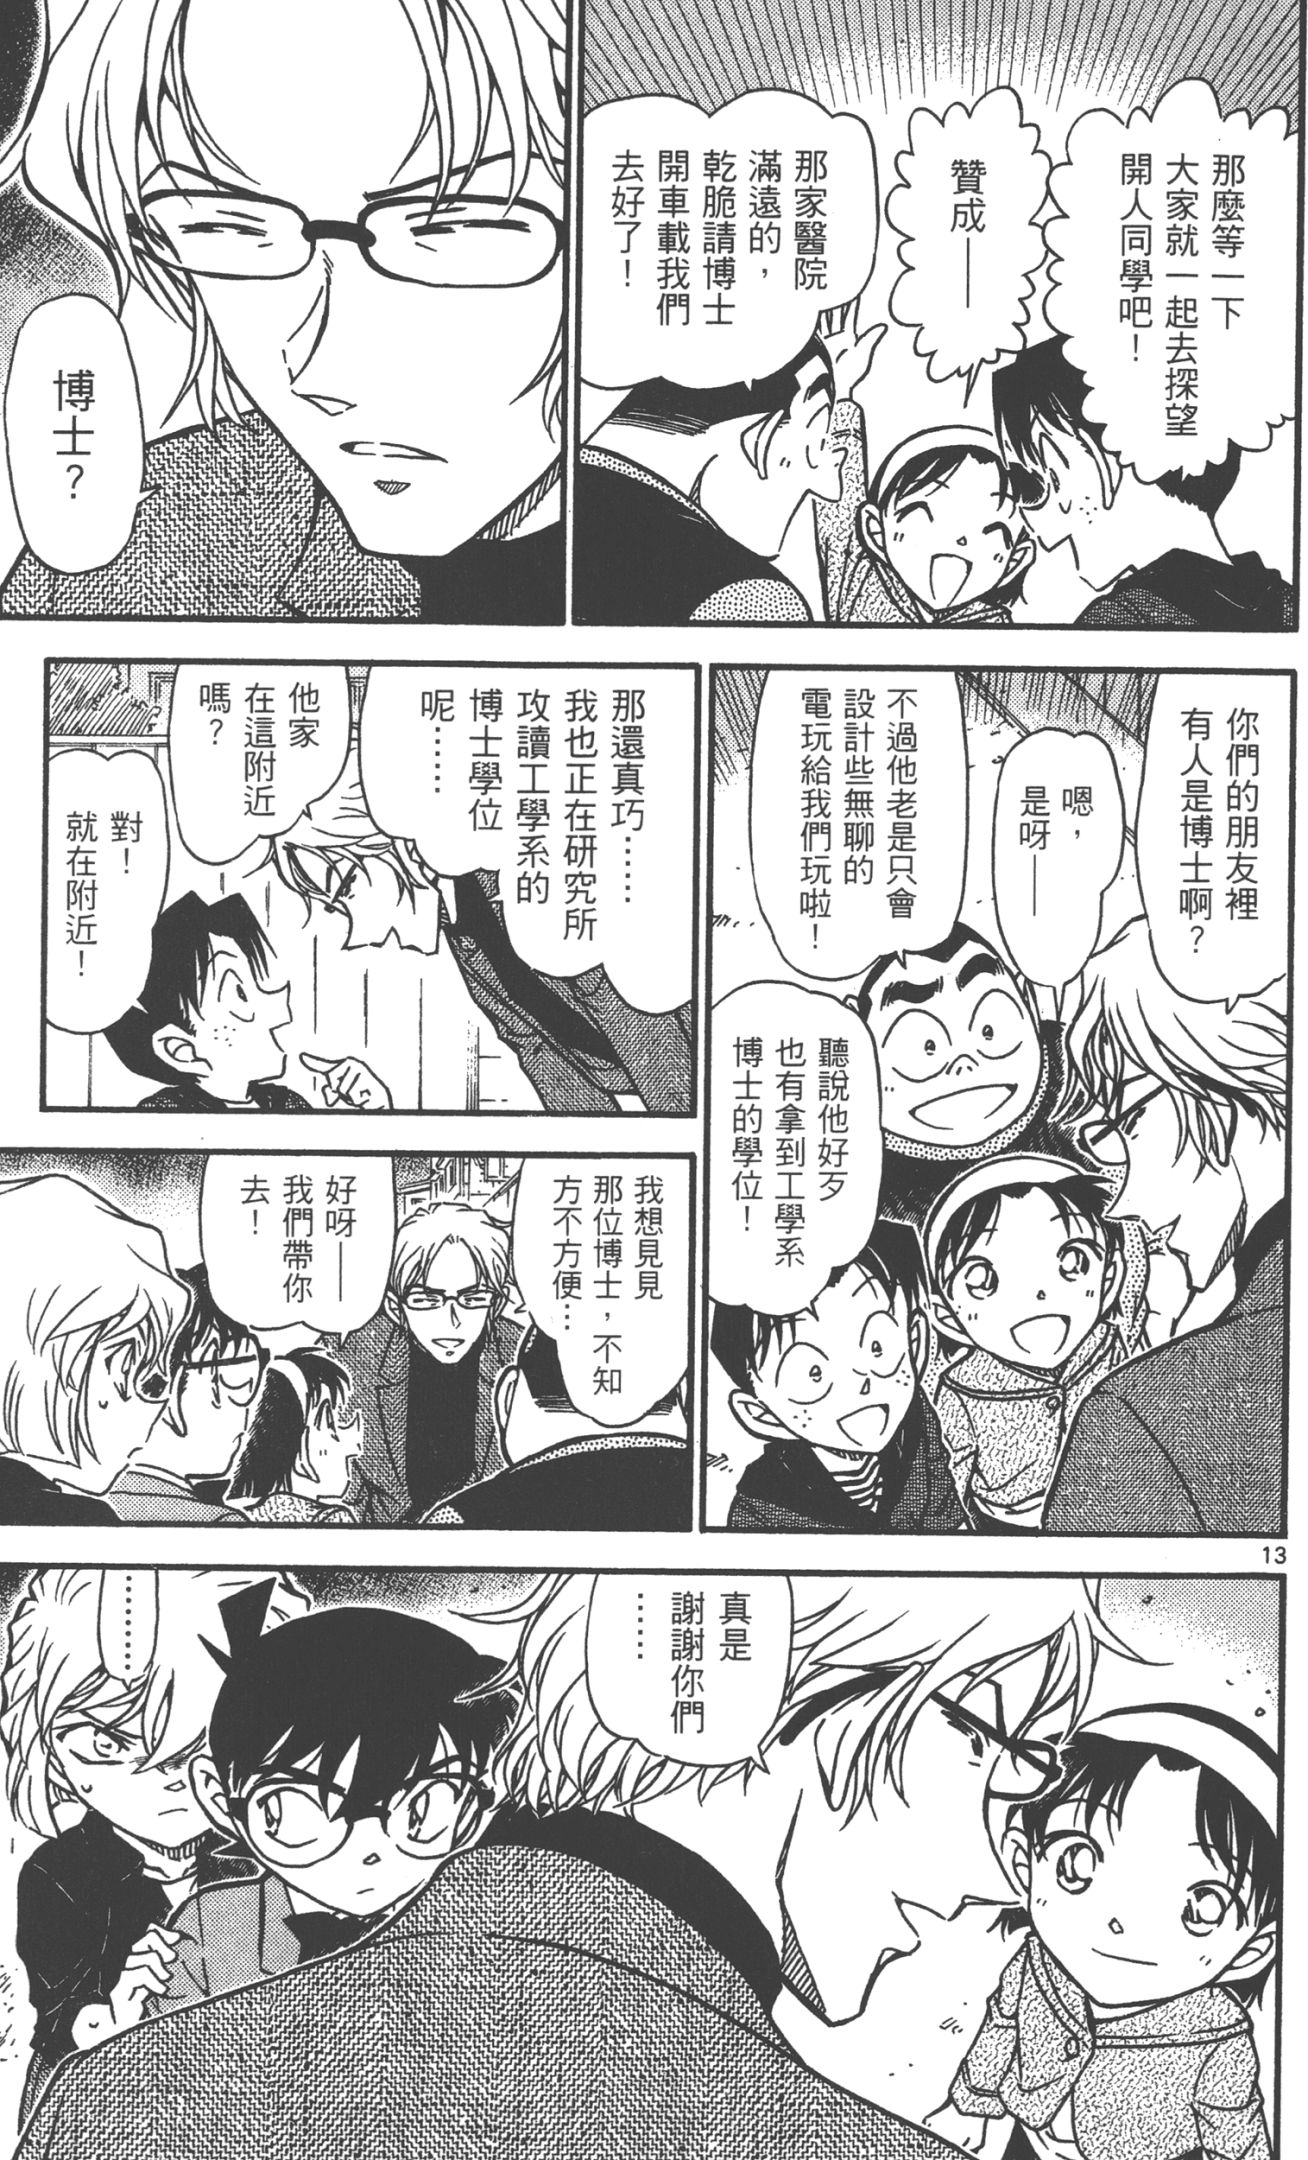 那麼等一下
大家就一起去探望
開人同學吧！
贊成——
那家醫院
滿遠的，
乾脆請博士
開車載我們
去好了！
博士？
你們的朋友裡
有人是博士啊？
嗯，
是呀——
不過他老是只會
設計些無聊的
電玩給我們玩啦！
聽說他好歹
也有拿到工學系
博士的學位！
那還真巧……
我也正在研究所
攻讀工學系的
博士學位
呢……
他家
在這附近
嗎？
對！
就在附近！
我想見見
那位博士，不知
方不方便…
好呀——
我們帶你
去！
13
真是
謝謝你們
……
………